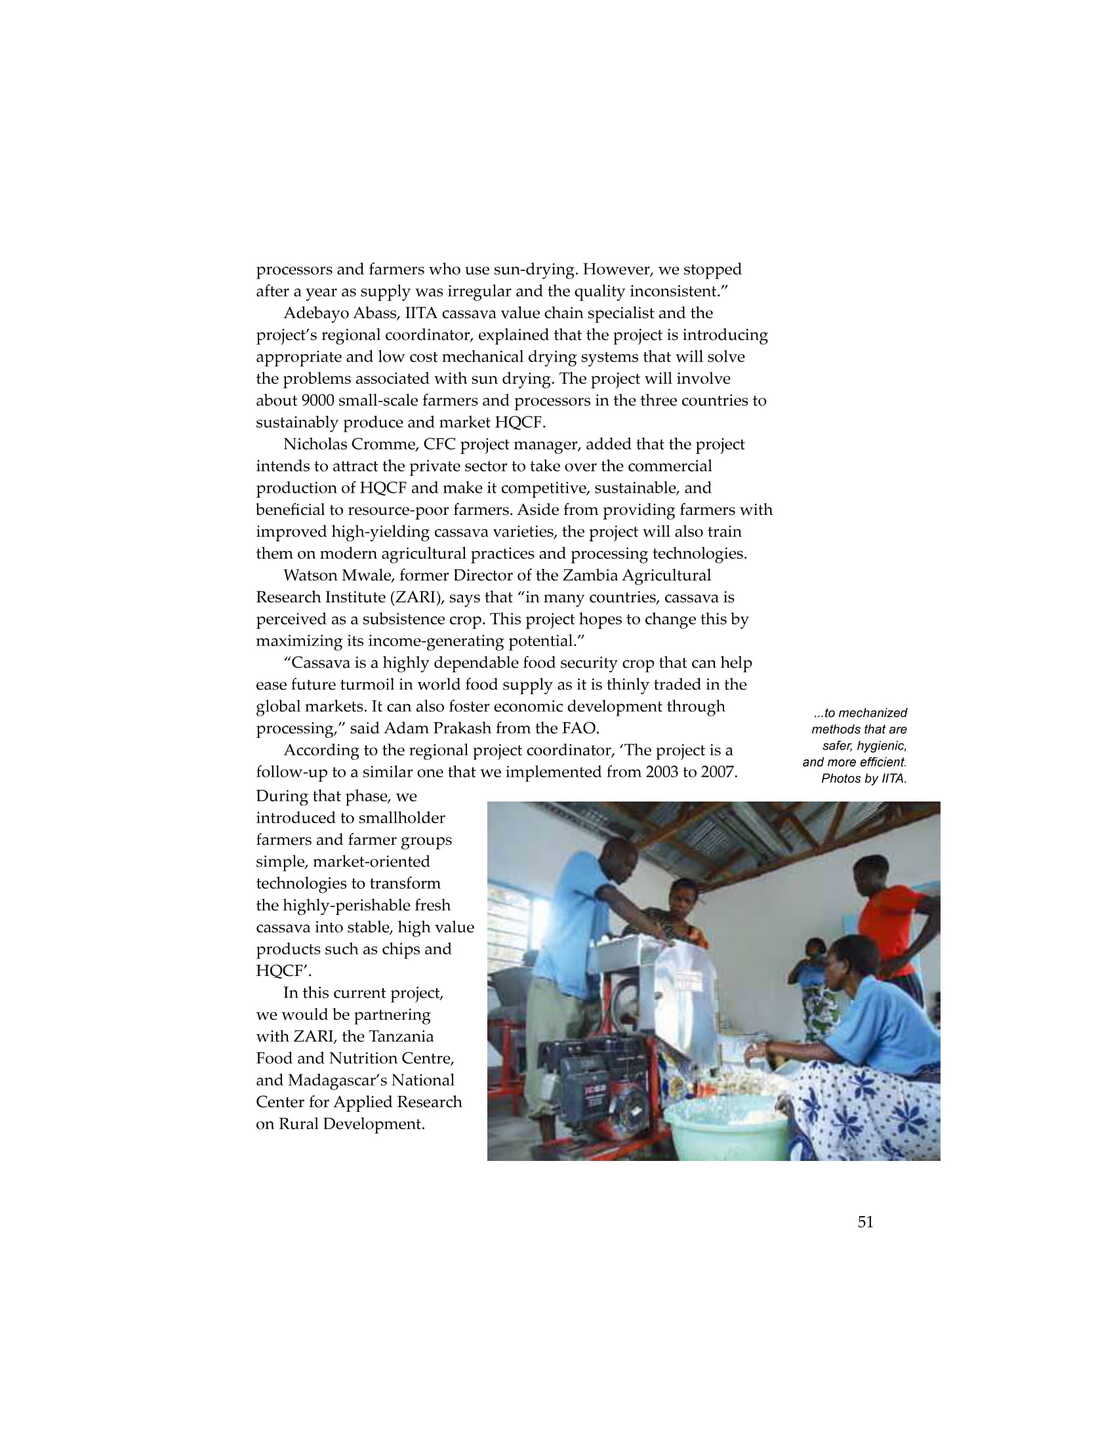 processors and farmers who use sun-drying. However, we stopped
after a year as supply was irregular and the quality inconsistent.”
Adebayo Abass, IITA cassava value chain specialist and the
project’s regional coordinator, explained that the project is introducing
appropriate and low cost mechanical drying systems that will solve
the problems associated with sun drying. The project will involve
about 9000 small-scale farmers and processors in the three countries to
sustainably produce and market HQCF.
Nicholas Cromme, CFC project manager, added that the project
intends to attract the private sector to take over the commercial
production of HQCF and make it competitive, sustainable, and
beneficial to resource-poor farmers. Aside from providing farmers with
improved high-yielding cassava varieties, the project will also train
them on modern agricultural practices and processing technologies.
Watson Mwale, former Director of the Zambia Agricultural
Research Institute (ZARI), says that “in many countries, cassava is
perceived as a subsistence crop. This project hopes to change this by
maximizing its income-generating potential.”
“Cassava is a highly dependable food security crop that can help
ease future turmoil in world food supply as it is thinly traded in the
global markets. It can also foster economic development through
processing,” said Adam Prakash from the FAO.
According to the regional project coordinator, ‘The project is a
follow-up to a similar one that we implemented from 2003 to 2007.
During that phase, we
introduced to smallholder
farmers and farmer groups
simple, market-oriented
technologies to transform
the highly-perishable fresh
cassava into stable, high value
products such as chips and
HQCF’.
In this current project,
we would be partnering
with ZARI, the Tanzania
Food and Nutrition Centre,
and Madagascar’s National
Center for Applied Research
on Rural Development.
...to mechanized
methods that are
safer, hygienic,
and more efficient.
Photos by IITA.
51